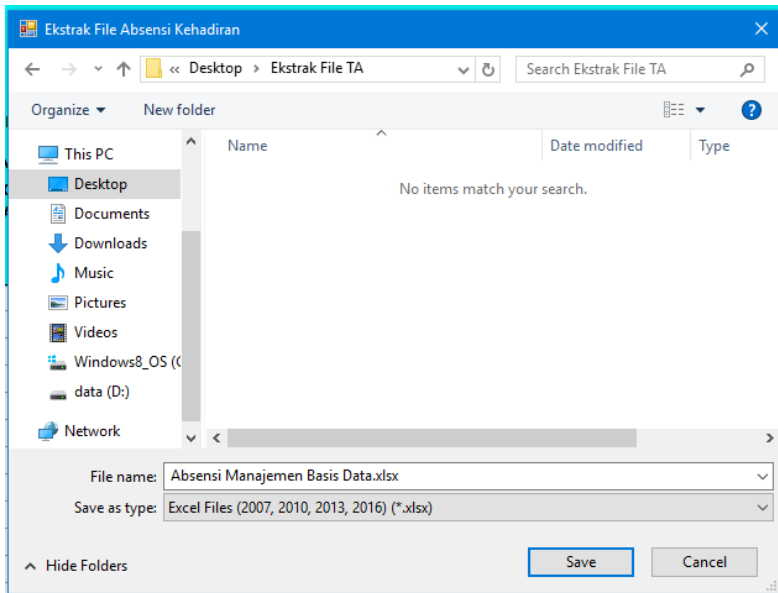 Ekstrak File Absensi Kehadiran
« Desktop > Ekstrak File TA
Search Ekstrak File TA
Organize
New folder
?
Name
Date modified
Type
No items match your search.
This PC
Desktop
Documents
Downloads
Music
Pictures
Videos
Windows8_OS (
data (D:)
Network
File name: Absensi Manajemen Basis Data.xlsx
Save as type: Excel Files (2007, 2010, 2013, 2016) (*.xlsx)
Hide Folders
Save
Cancel